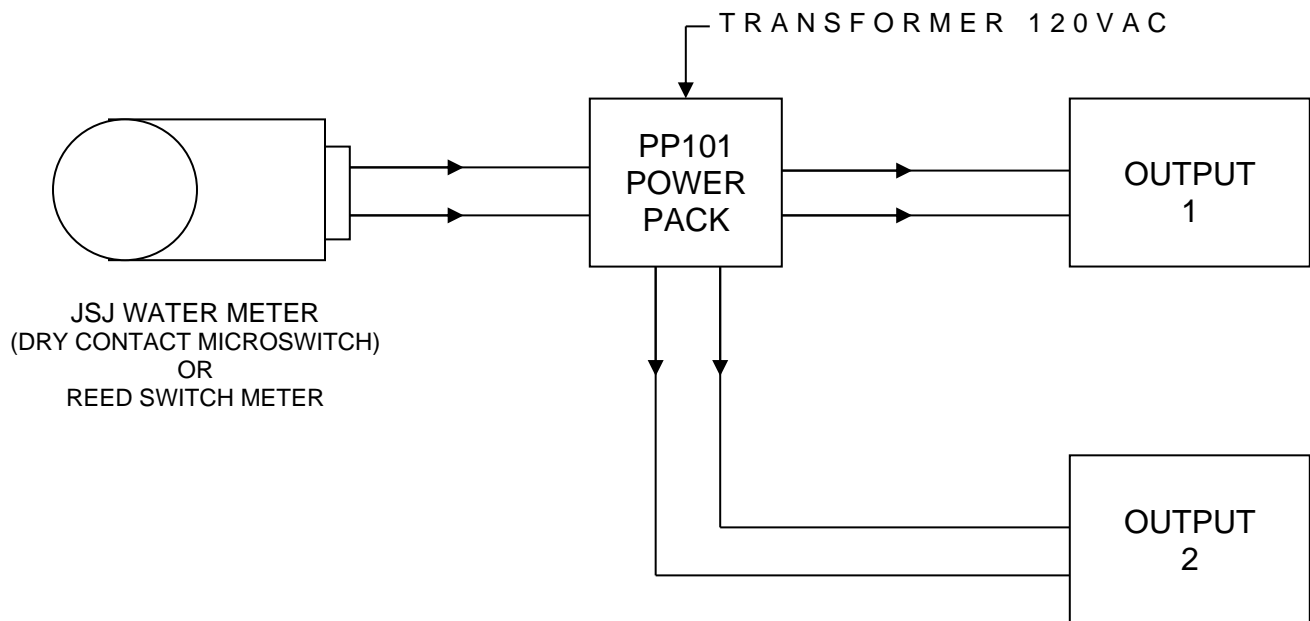 TRANSFORMER 120VAC
PP101
POWER
PACK
OUTPUT
1
JSJ WATER METER
(DRY CONTACT MICROSWITCH)
OR
REED SWITCH METER
OUTPUT
2